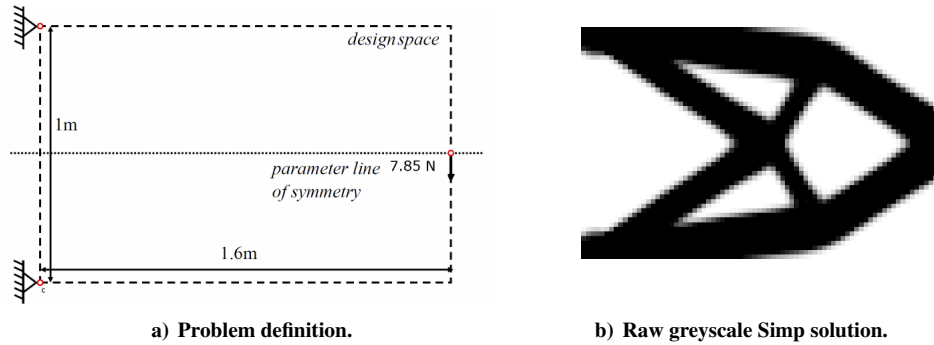 design space
1m
parameter line 7.85 N
of symmetry
1.6m
c
a) Problem definition.
b) Raw greyscale Simp solution.